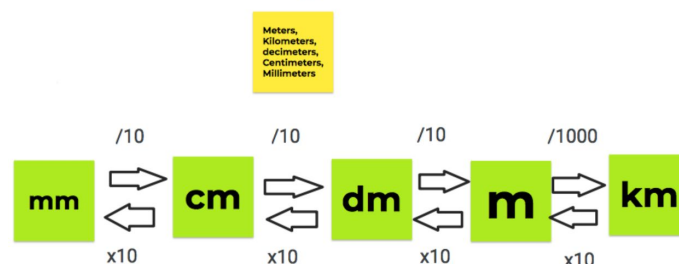 Meters,
Kilometers,
decimeters,
Centimeters,
Millimeters
/10 /10 /10 /1000
mm cm dm m km
x10 x10 x10 x10